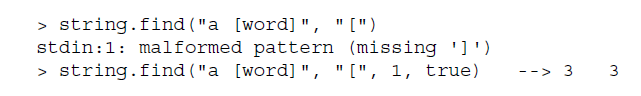 > string.find("a [word]", "[")
stdin:1: malformed pattern (missing ']')
> string.find("a [word]", "[", 1, true) --> 3 3